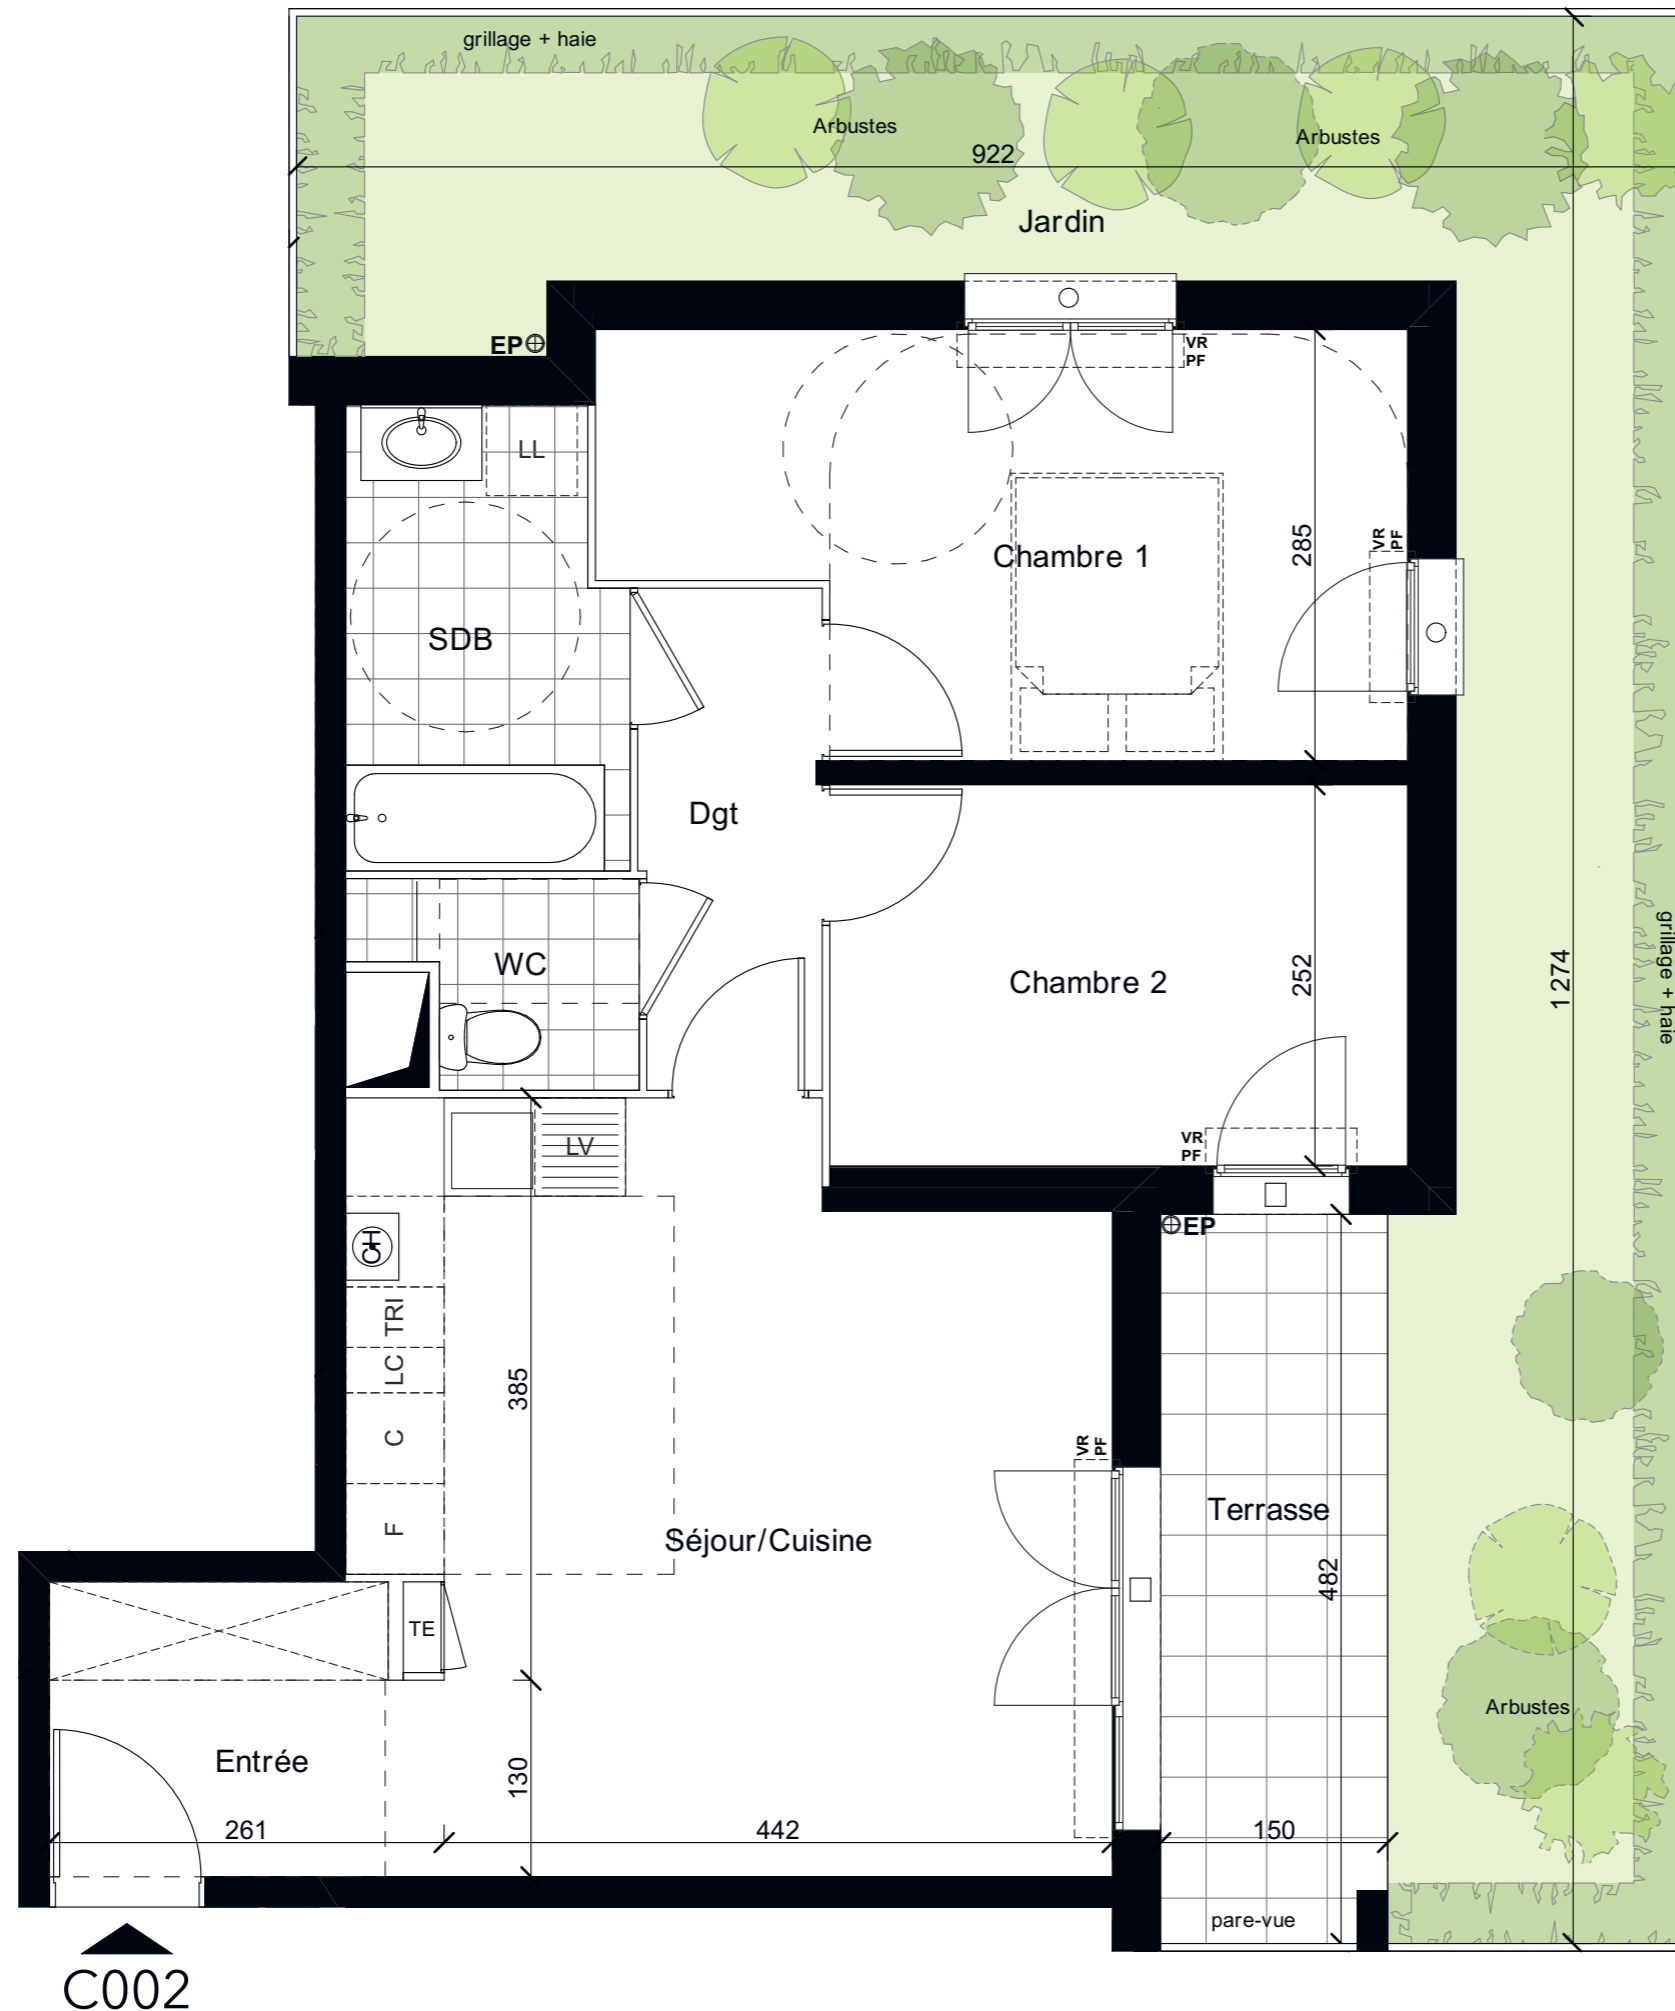 grillage + haie
Arbustes
Arbustes
922
Jardin
EP
VR
PF
LL
285
VR
PF
Chambre 1
SDB
Dgt
WC
Chambre 2
252
1274
grillage + haie
LV
VR
PF
EP
CH
TRI
LC
385
C
VR
PF
F
Séjour/Cuisine
Terrasse
482
TE
Arbustes
Entrée
130
261
442
150
pare-vue
C002